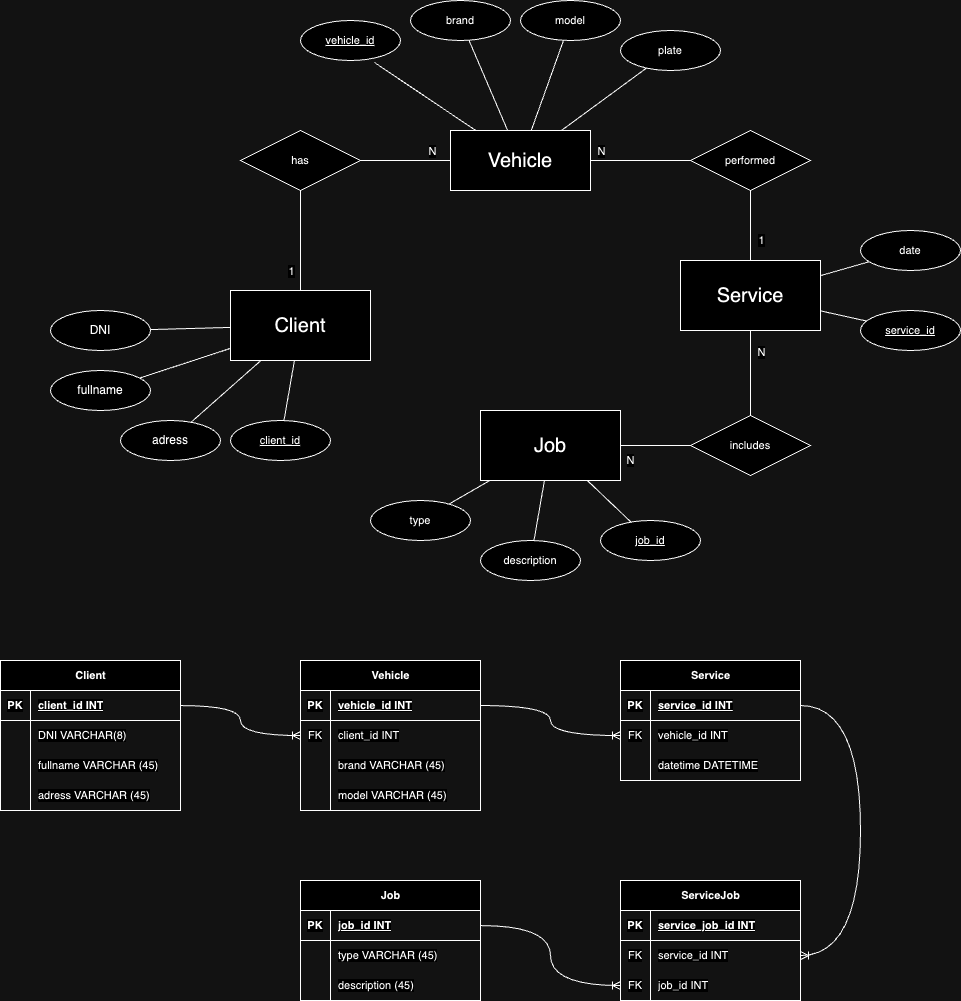 vehicle_id
brand
model
plate
has
N
Vehicle
N
performed
1
1
Client
DNI
fullname
adress
client_id
Service
date
service_id
N
Job
N
includes
type
description
job_id
Client
PK client_id INT
DNI VARCHAR(8)
fullname VARCHAR (45)
adress VARCHAR (45)
Vehicle
PK vehicle_id INT
FK client_id INT
brand VARCHAR (45)
model VARCHAR (45)
Service
PK service_id INT
FK vehicle_id INT
datetime DATETIME
Job
PK job_id INT
type VARCHAR (45)
description (45)
ServiceJob
PK service_job_id INT
FK service_id INT
FK job_id INT